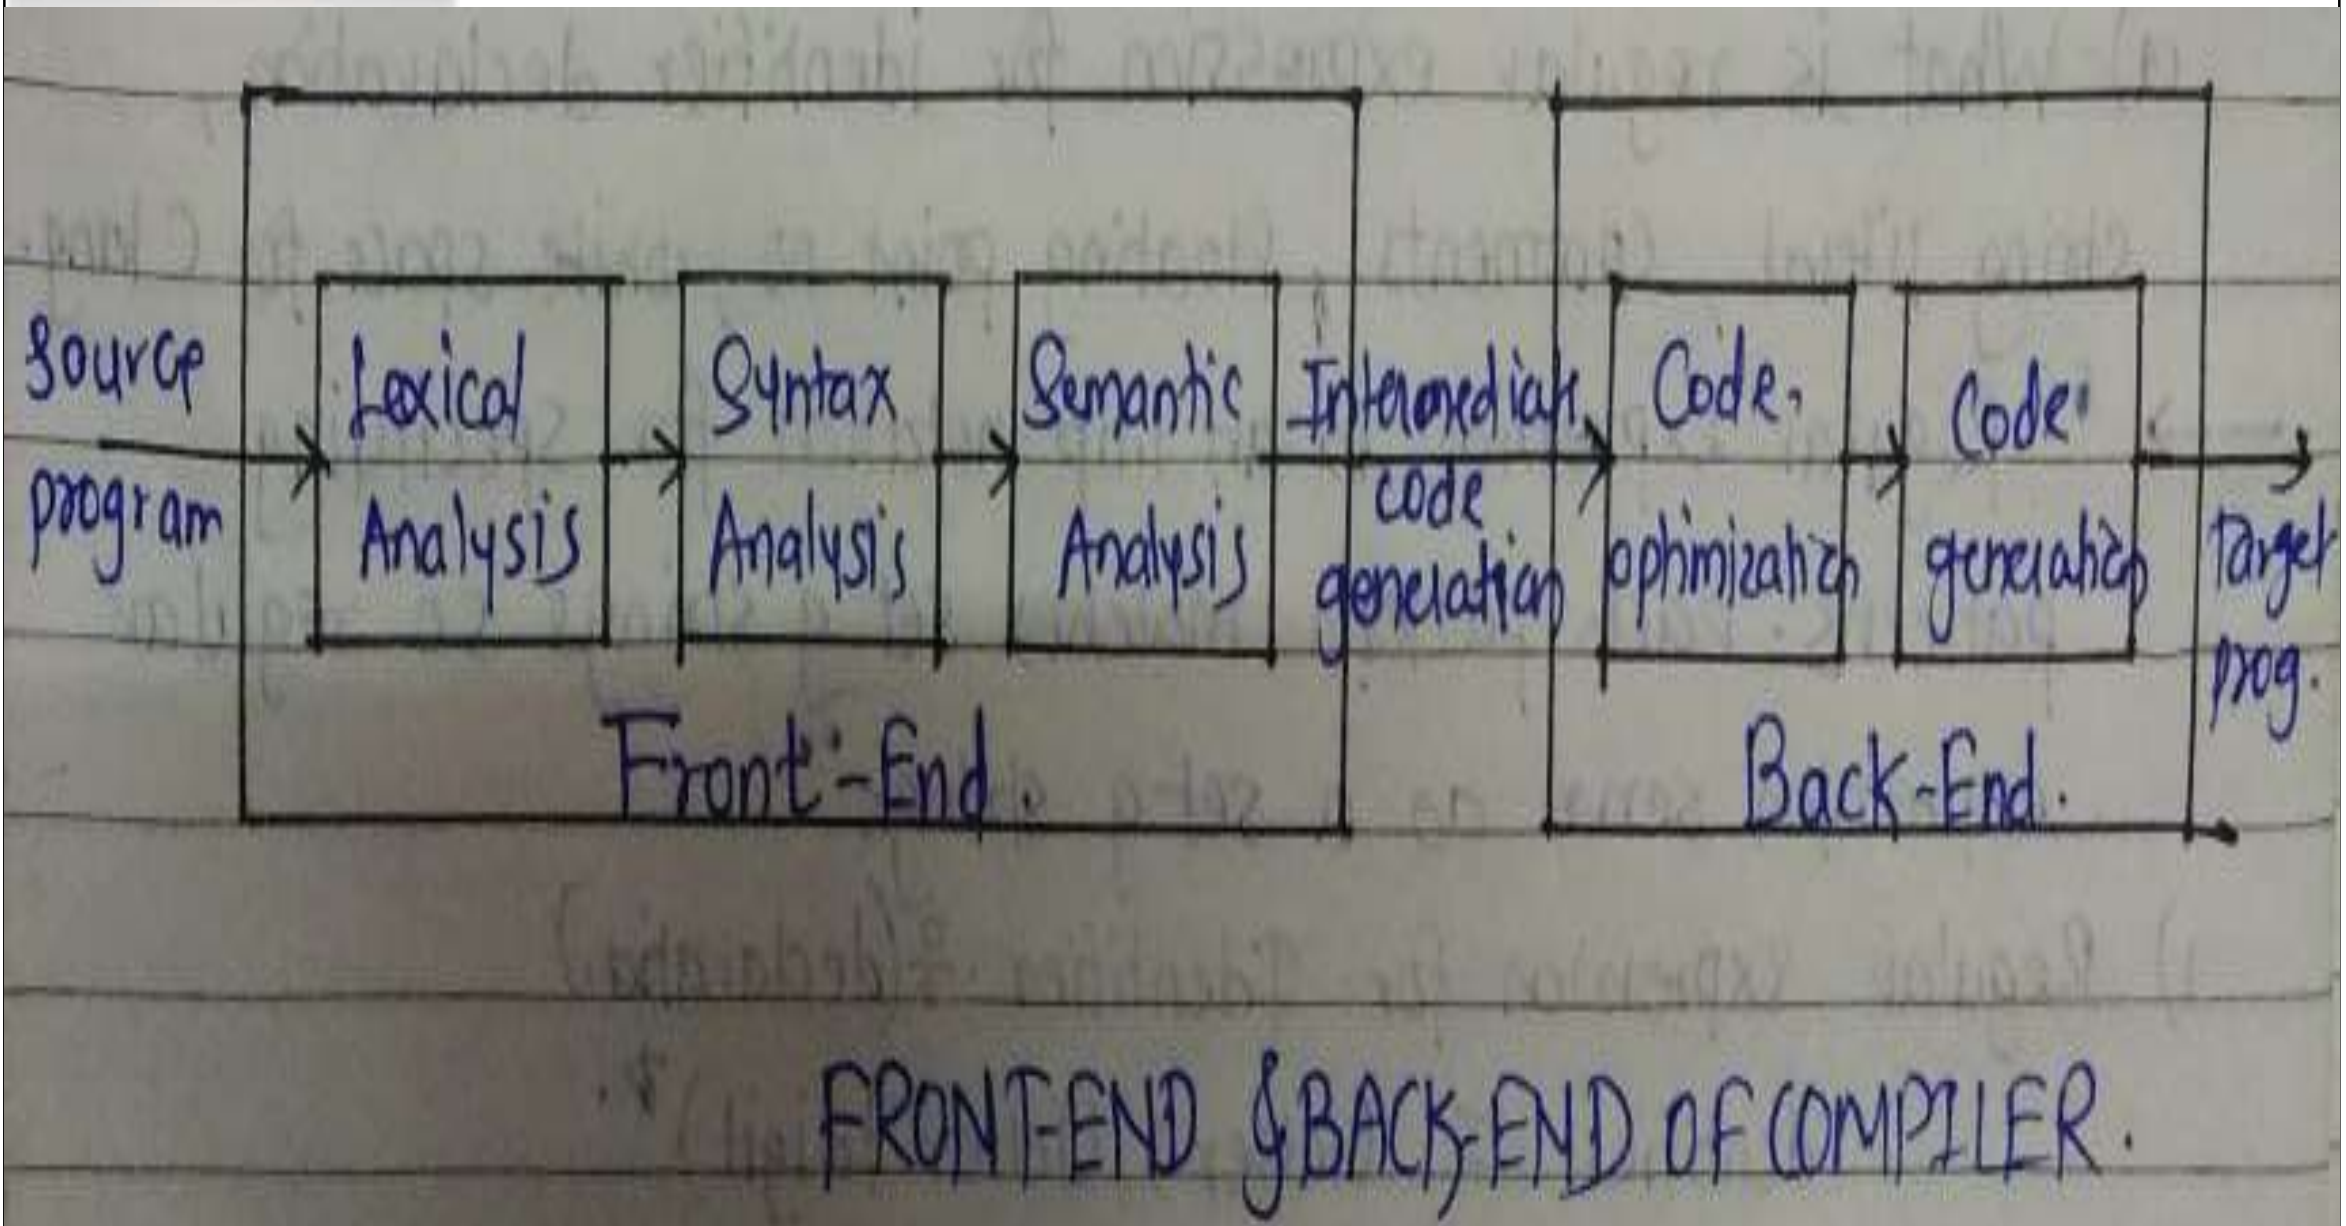 Source
program
Lexical
Analysis
Syntax
Analysis
Semantic
Analysis
Intermediate
code
generation
Code
optimization
Code
generation
Target
prog.
Front-End.
Back-End.
FRONT-END & BACK-END OF COMPILER.